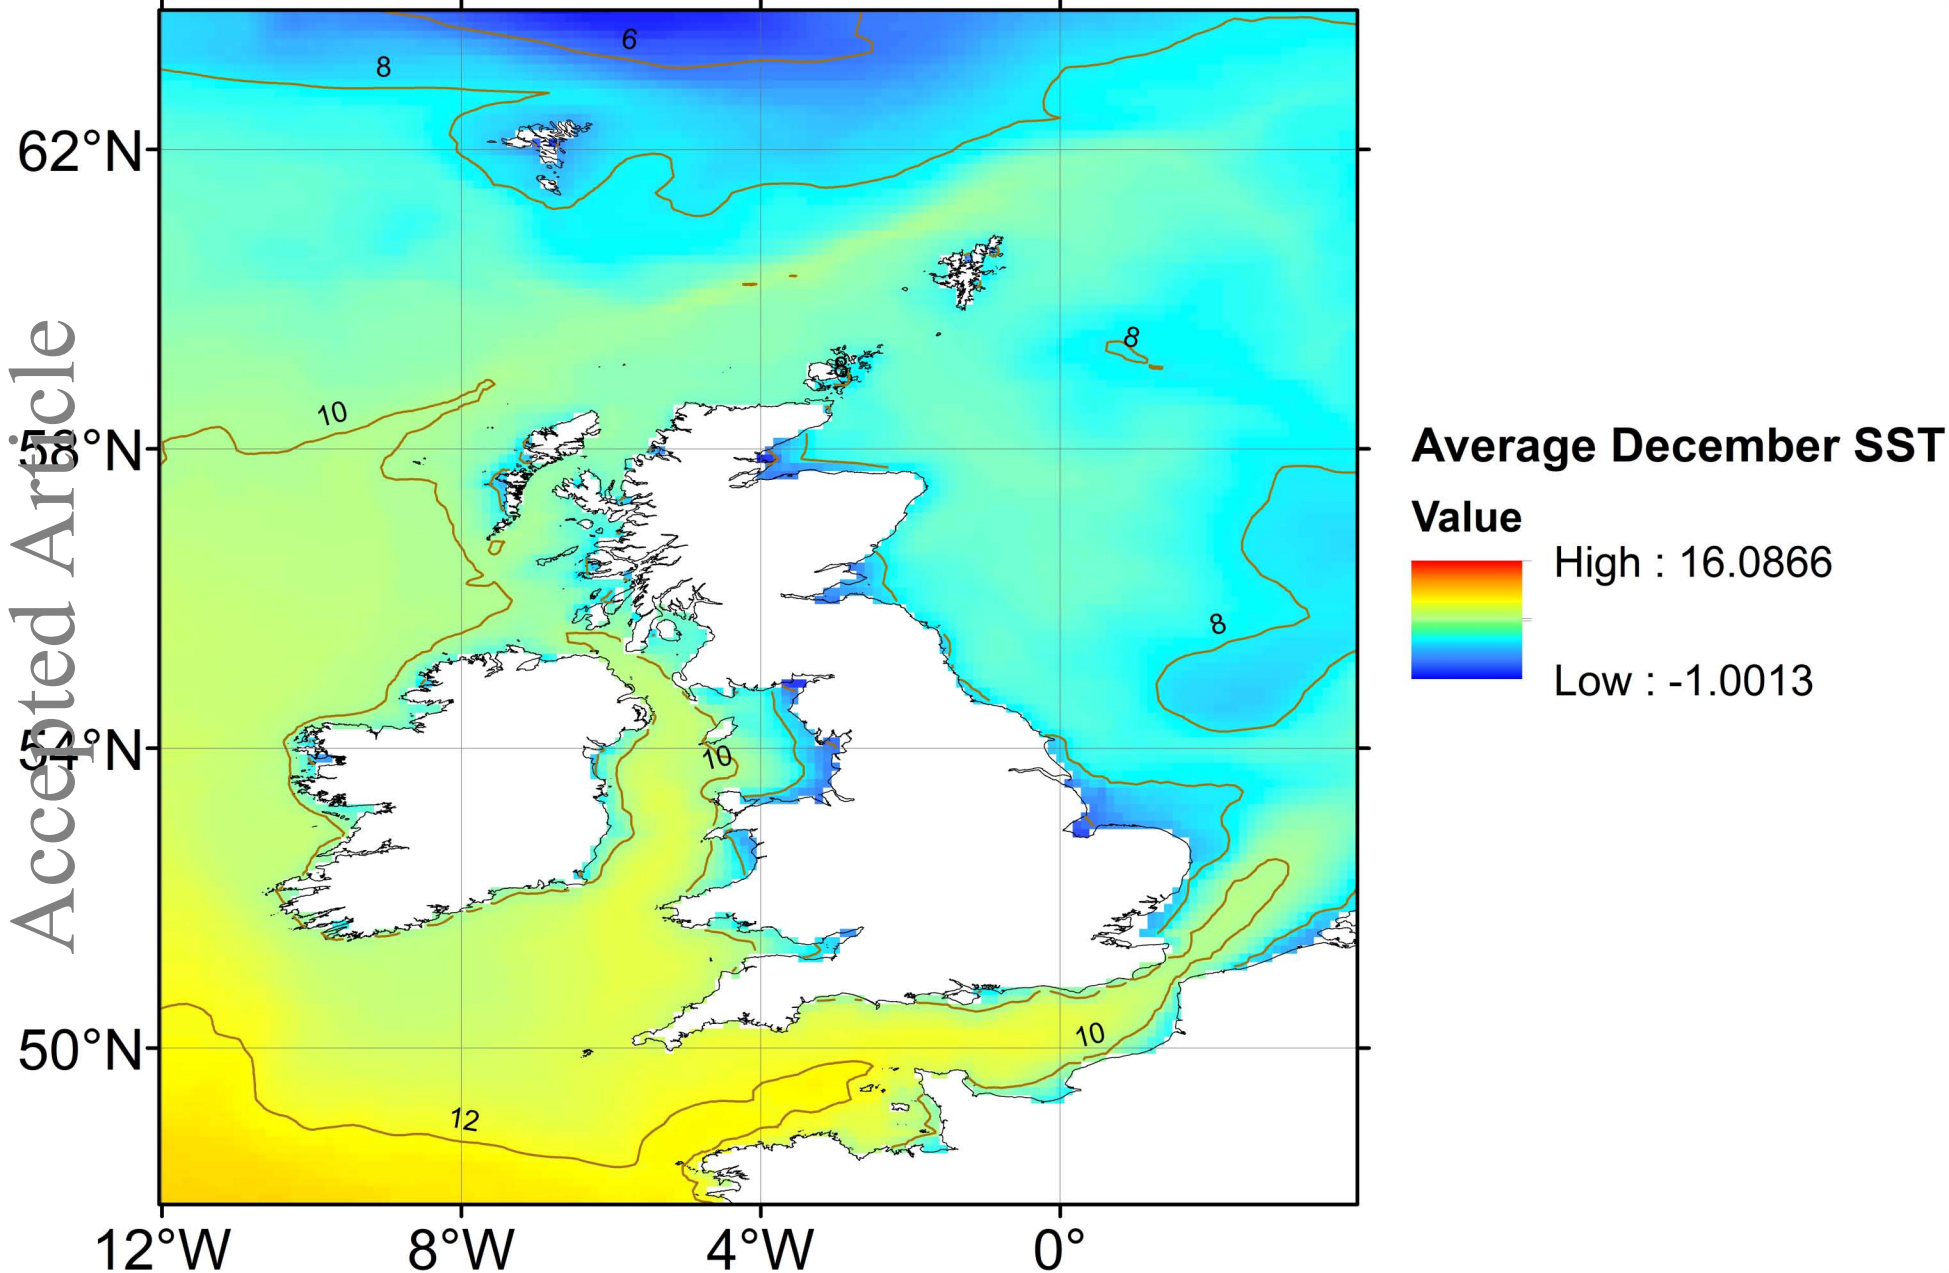 6
8
62°N
8
8
10
58°N
8
54°N
10
50°N
10
12
12°W
8°W
4°W
0°
Average December SST
Value
High : 16.0866
Low : -1.0013
Accepted Article